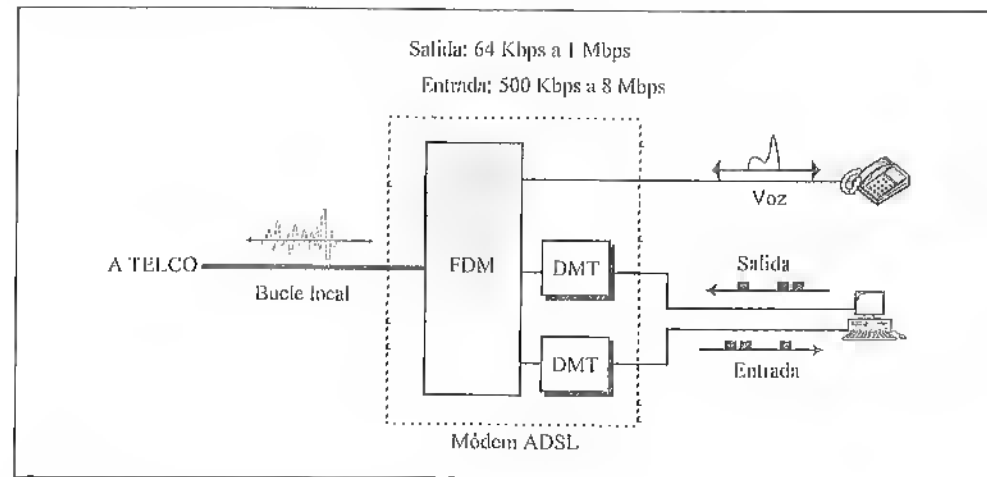 Salida: 64 Kbps a 1 Mbps
Entrada: 500 Kbps a 8 Mbps
Voz
A TELCO
Bucle local
FDM
DMT
Salida
DMT
Entrada
Módem ADSL